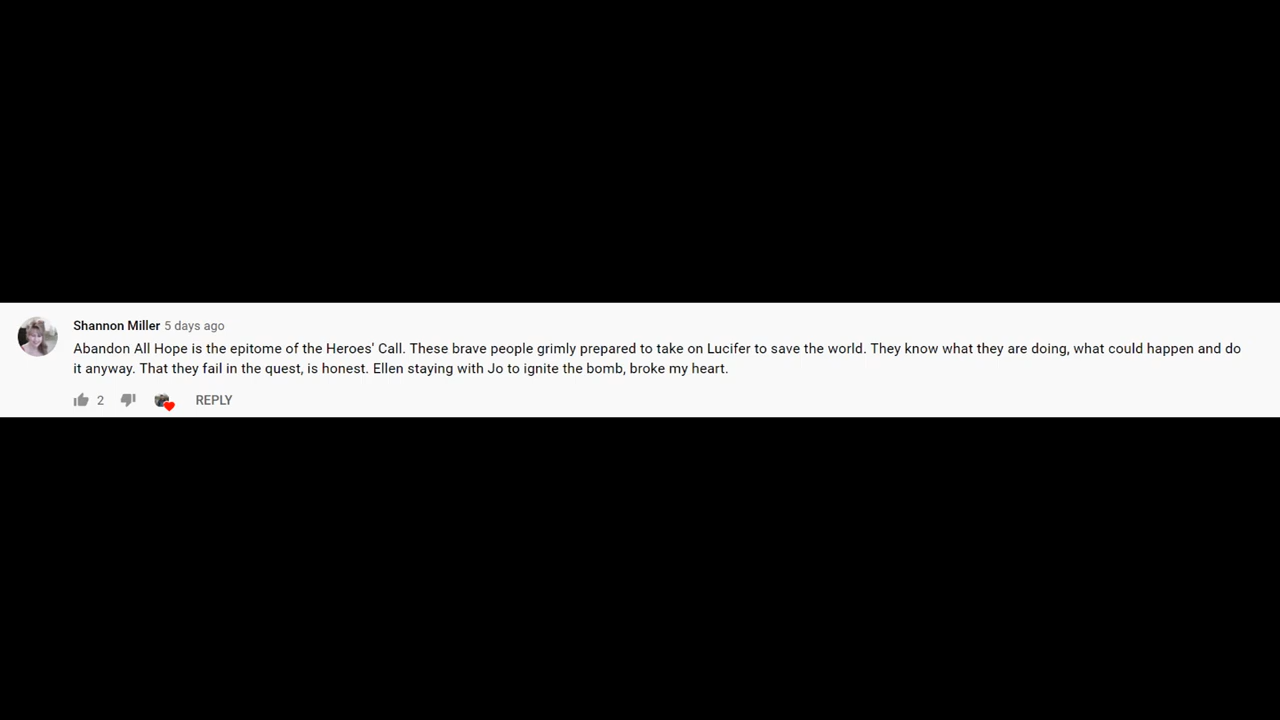 Shannon Miller 5 days ago
Abandon All Hope is the epitome of the Heroes' Call. These brave people grimly prepared to take on Lucifer to save the world. They know what they are doing, what could happen and do
it anyway. That they fail in the quest, is honest. Ellen staying with Jo to ignite the bomb, broke my heart.
2 REPLY